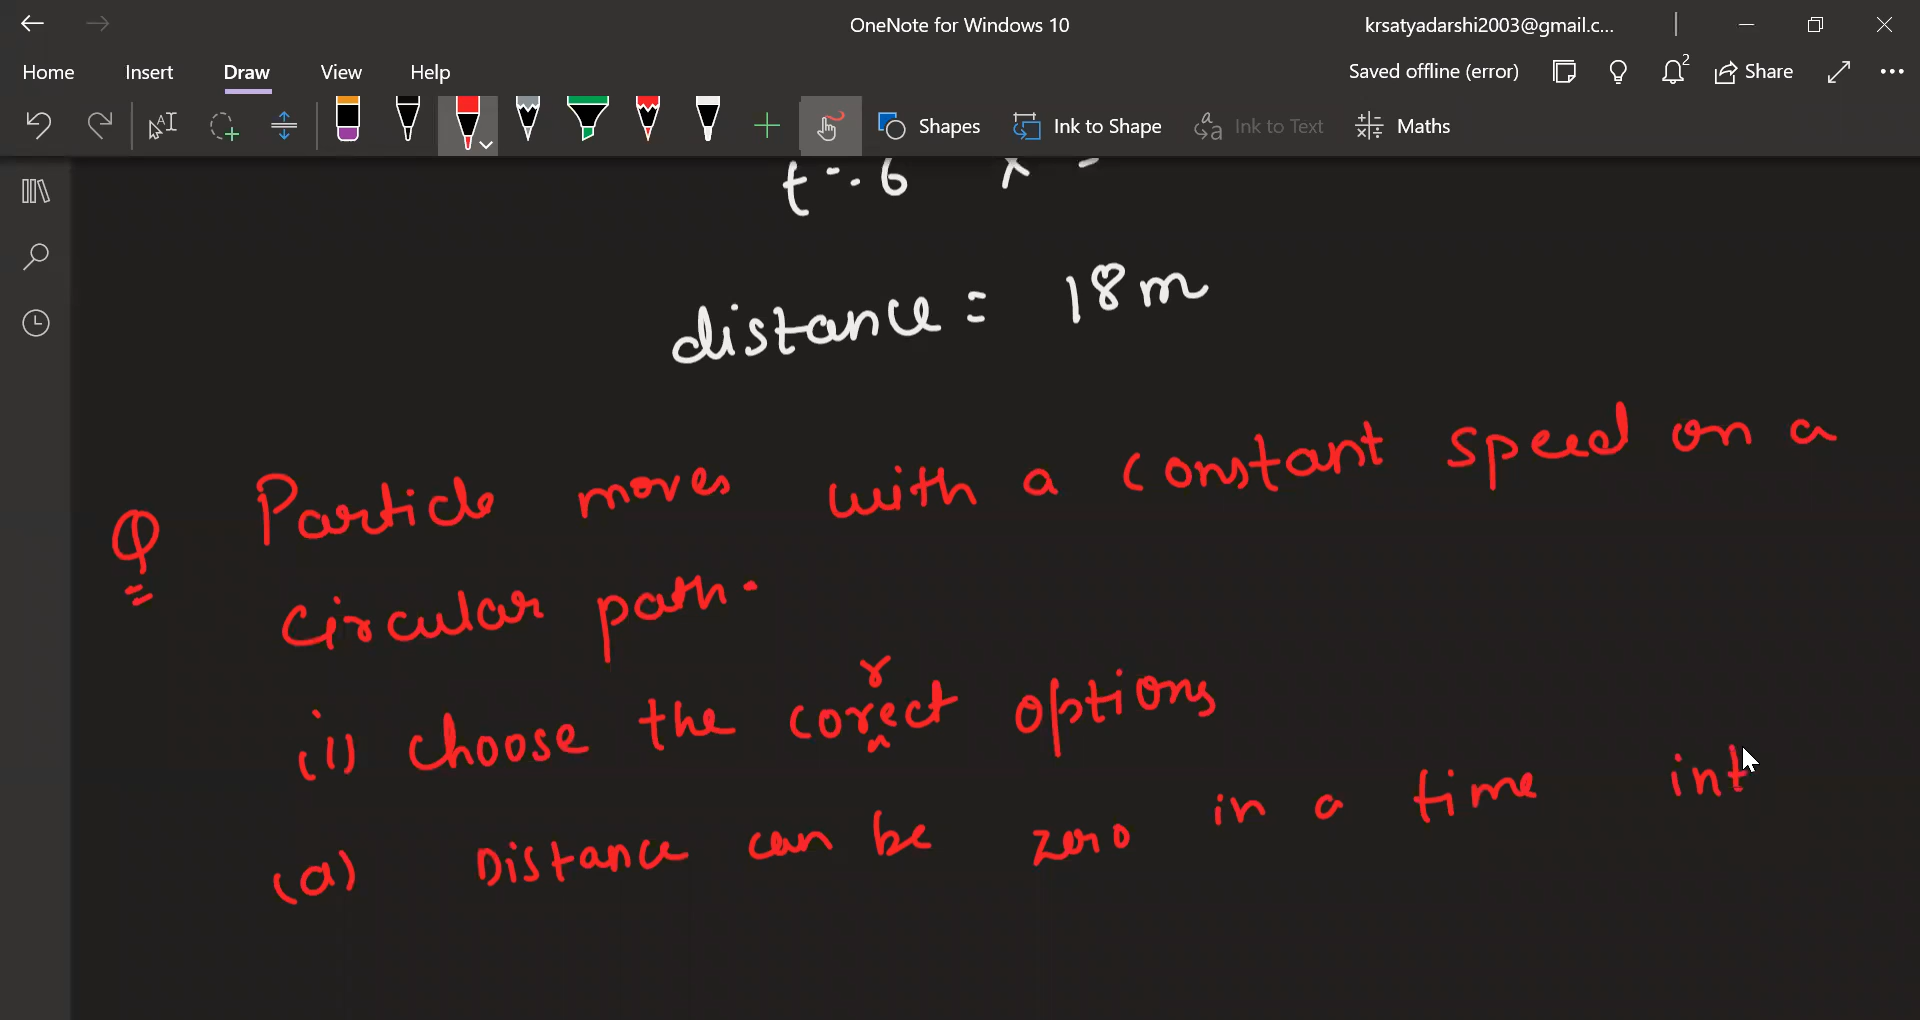 OneNote for Windows 10
krsatyadarshi2003@gmail.c...
Home Insert Draw View Help
Saved offline (error) 2 Share
Ink to Shape Ink to Text Maths Shapes
t = 6 x =
distance = 18m
Q Particle moves with a constant speed on a
circular path.
(i) choose the correct options
(a) Distance can be zero in a time int